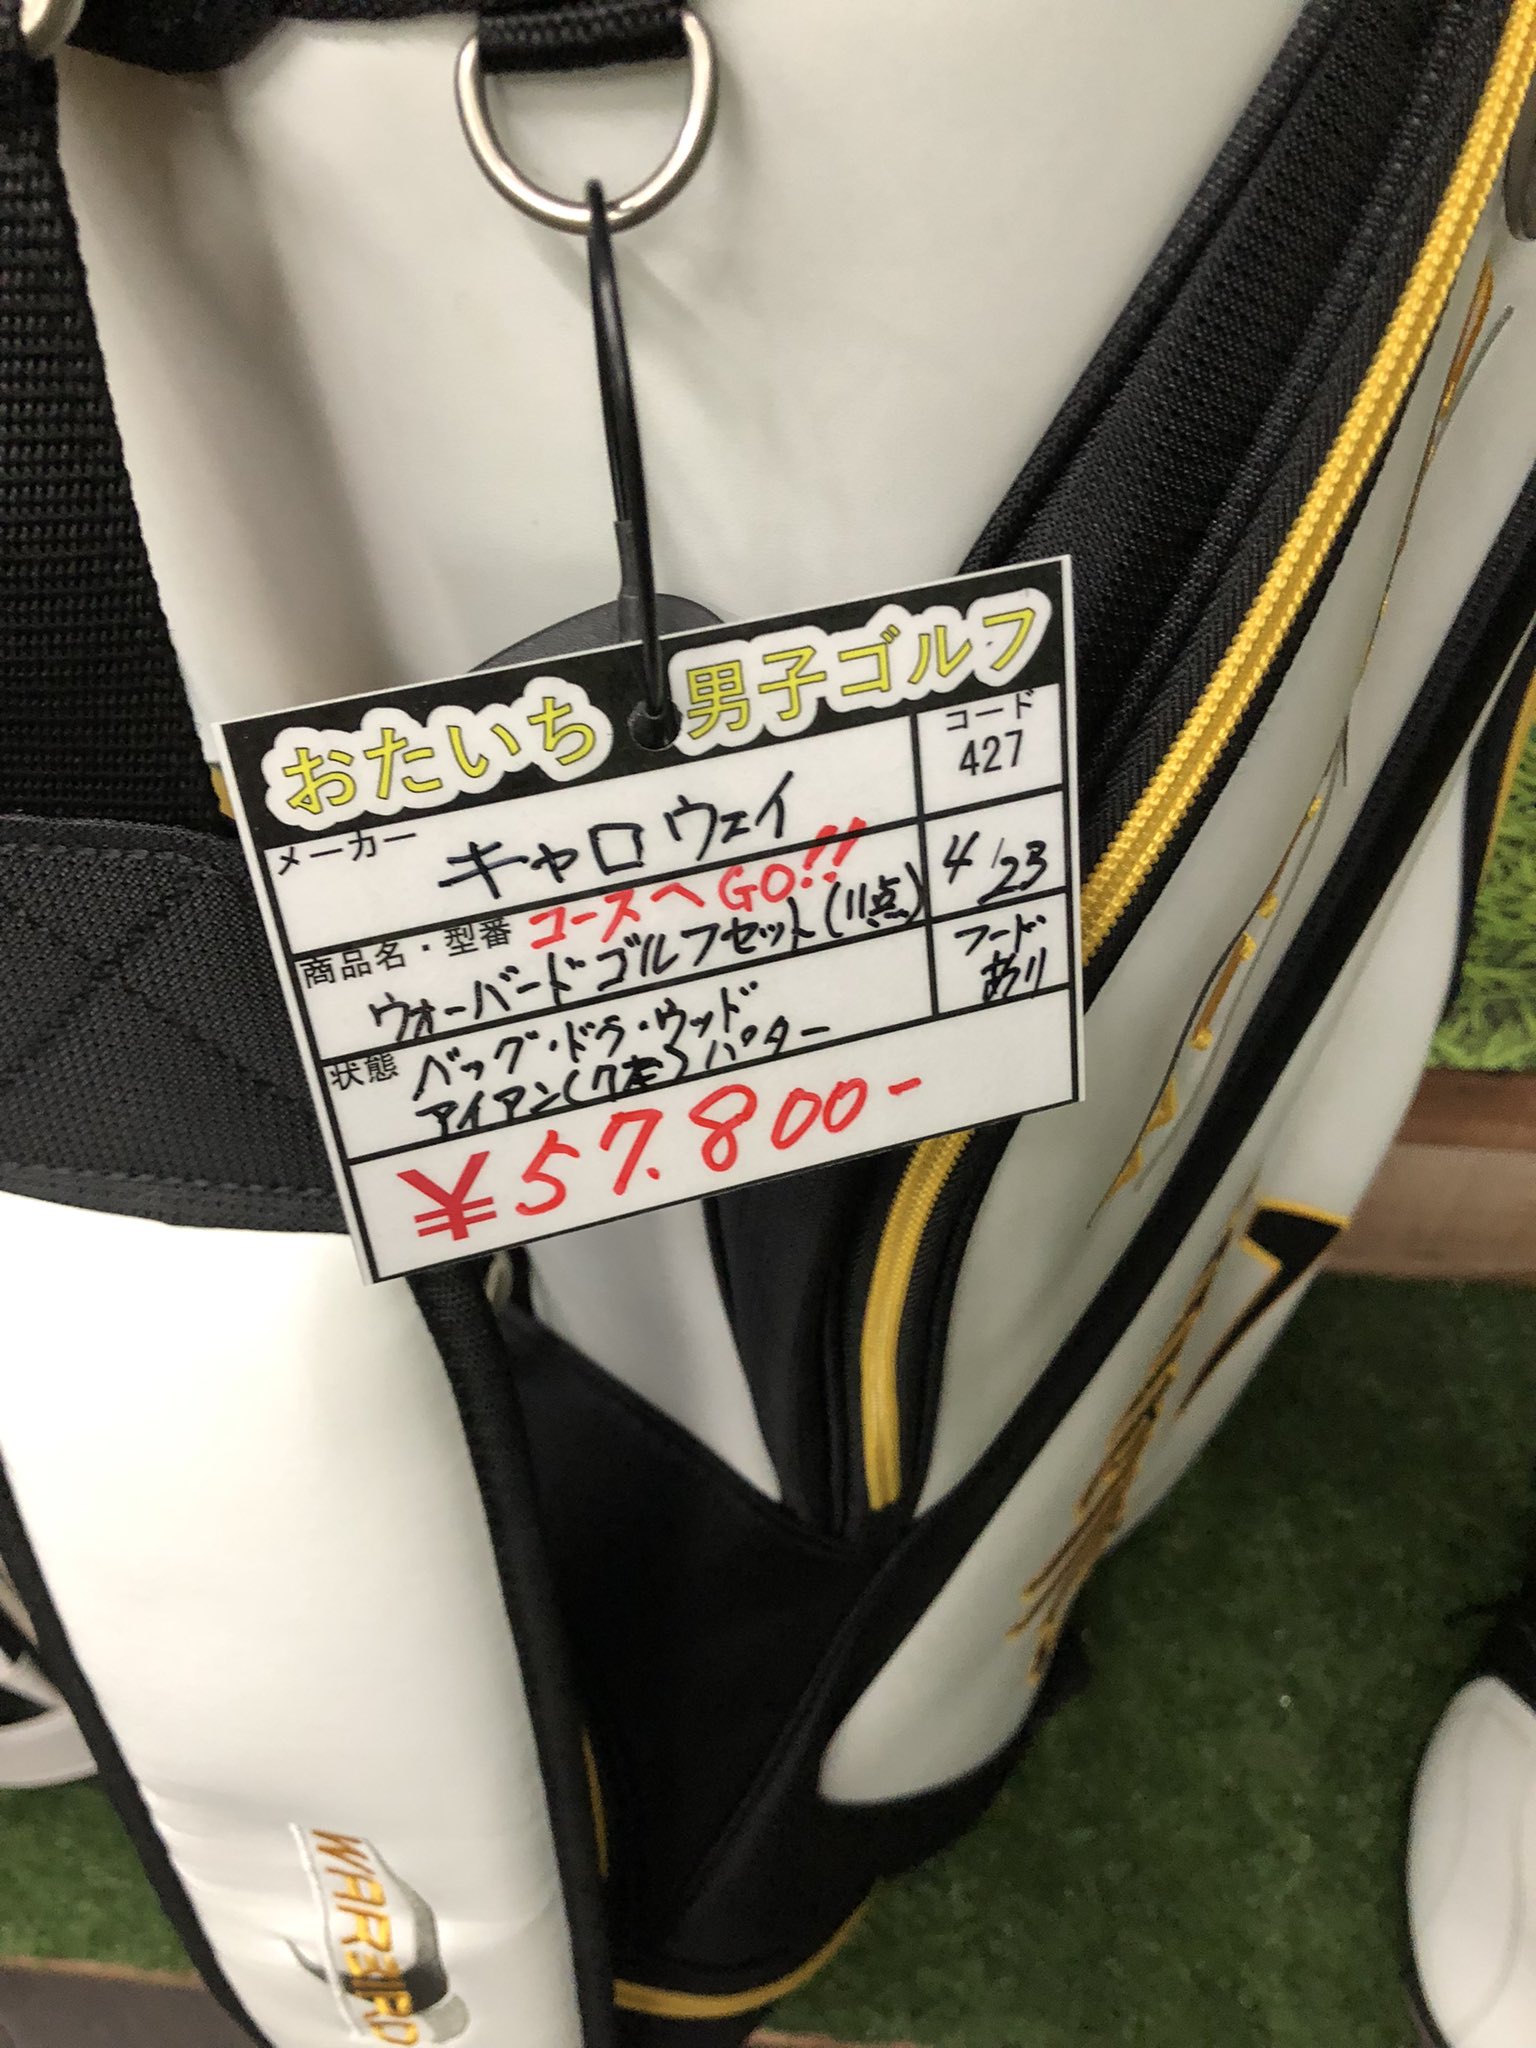 おたいち 男子ゴルフ
メーカー キャロウェイ
コード
427
コースへGO!!
商品名・型番
ウォーバードゴルフセット(11点)
4/23
フード
あり
状態 バッグ・ドラ・ウッド
アイアン(7本)パター
¥57.800-
WARBIRD